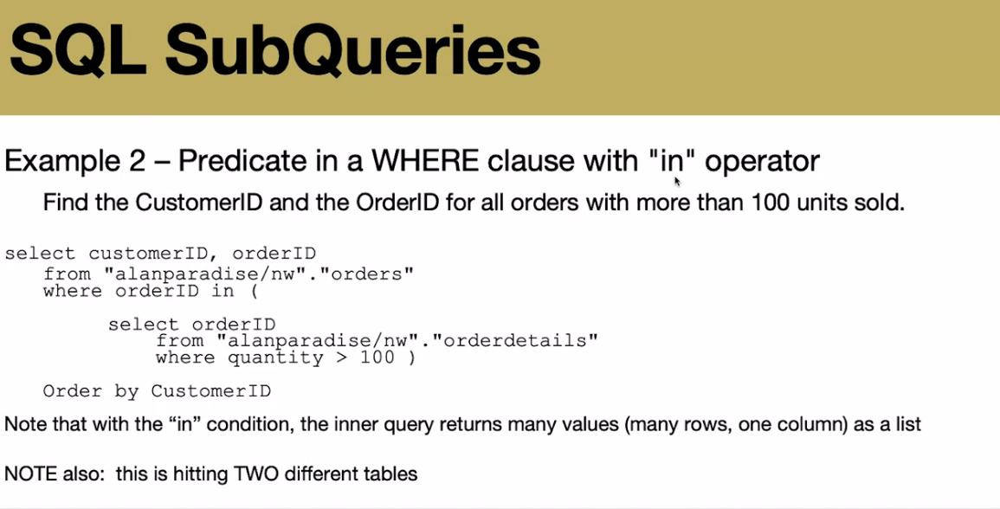 SQL SubQueries
Example 2 – Predicate in a WHERE clause with "in" operator
Find the CustomerID and the OrderID for all orders with more than 100 units sold.
select customerID, orderID
from "alanparadise/nw"."orders"
where orderID in (
select orderID
from "alanparadise/nw"."orderdetails"
where quantity > 100 )
Order by CustomerID
Note that with the “in” condition, the inner query returns many values (many rows, one column) as a list
NOTE also:  this is hitting TWO different tables